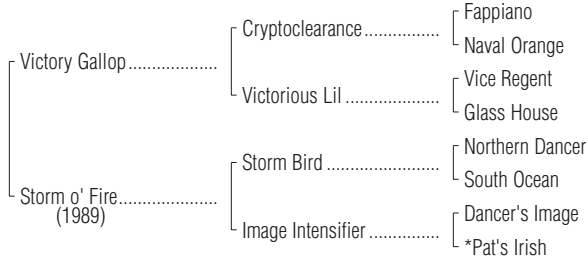 Fappiano
Cryptoclearance
Naval Orange
Victory Gallop
Vice Regent
Victorious Lil
Glass House
Northern Dancer
Storm Bird
South Ocean
Storm o' Fire
(1989)
Dancer's Image
Image Intensifier
*Pat's Irish